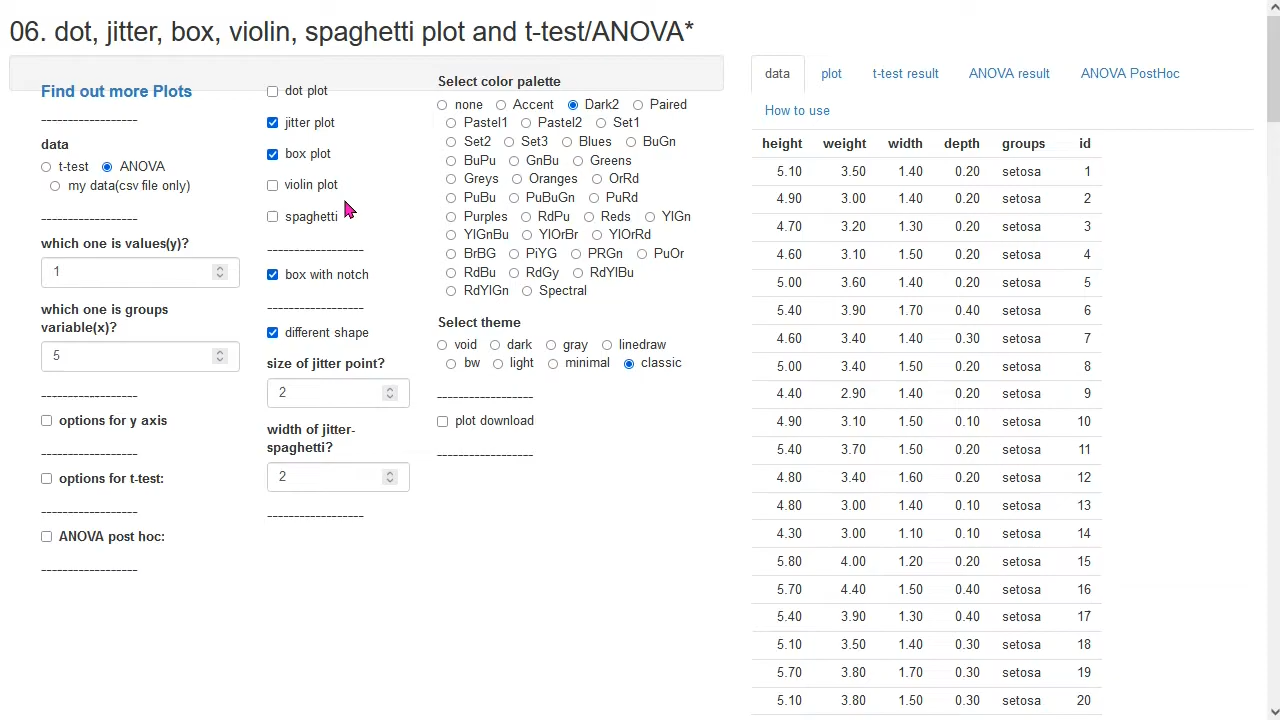 06. dot, jitter, box, violin, spaghetti plot and t-test/ANOVA*
Find out more Plots
------------------
data
t-test ANOVA
my data(csv file only)
------------------
which one is values(y)?
1
which one is groups
variable(x)?
5
------------------
options for y axis
------------------
options for t-test:
------------------
ANOVA post hoc:
------------------
dot plot
jitter plot
box plot
violin plot
spaghetti
------------------
box with notch
------------------
different shape
size of jitter point?
2
width of jitter-
spaghetti?
2
------------------
Select color palette
none Accent Dark2 Paired
Pastel1 Pastel2 Set1
Set2 Set3 Blues BuGn
BuPu GnBu Greens
Greys Oranges OrRd
PuBu PuBuGn PuRd
Purples RdPu Reds YlGn
YlGnBu YlOrBr YlOrRd
BrBG PiYG PRGn PuOr
RdBu RdGy RdYlBu
RdYlGn Spectral
Select theme
void dark gray linedraw
bw light minimal classic
------------------
plot download
------------------
data plot t-test result ANOVA result ANOVA PostHoc
How to use
height weight width depth groups id
5.10 3.50 1.40 0.20 setosa 1
4.90 3.00 1.40 0.20 setosa 2
4.70 3.20 1.30 0.20 setosa 3
4.60 3.10 1.50 0.20 setosa 4
5.00 3.60 1.40 0.20 setosa 5
5.40 3.90 1.70 0.40 setosa 6
4.60 3.40 1.40 0.30 setosa 7
5.00 3.40 1.50 0.20 setosa 8
4.40 2.90 1.40 0.20 setosa 9
4.90 3.10 1.50 0.10 setosa 10
5.40 3.70 1.50 0.20 setosa 11
4.80 3.40 1.60 0.20 setosa 12
4.80 3.00 1.40 0.10 setosa 13
4.30 3.00 1.10 0.10 setosa 14
5.80 4.00 1.20 0.20 setosa 15
5.70 4.40 1.50 0.40 setosa 16
5.40 3.90 1.30 0.40 setosa 17
5.10 3.50 1.40 0.30 setosa 18
5.70 3.80 1.70 0.30 setosa 19
5.10 3.80 1.50 0.30 setosa 20